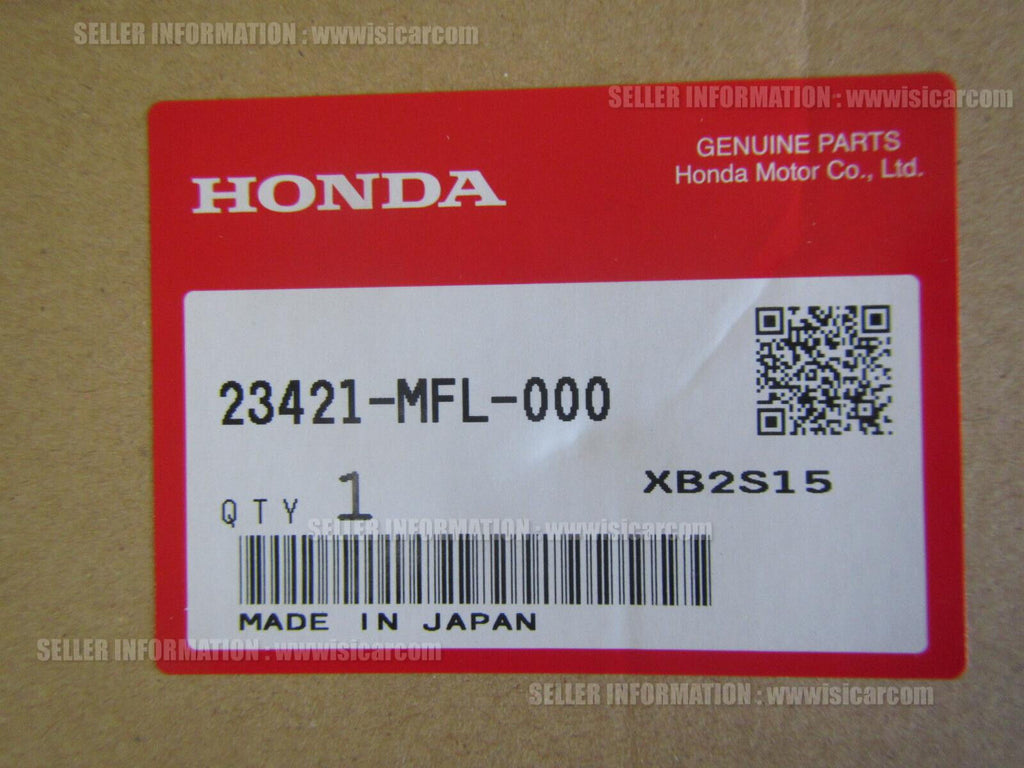 SELLER INFORMATION : wwwisicarcom
SELLER INFORMATION : wwwisicarcom
GENUINE PARTS
Honda Motor Co., Ltd.
HONDA
23421-MFL-000
XB2S15
QTY 1
SELLER INFORMATION : wwwisicarcom
MADE IN JAPAN
SELLER INFORMATION : wwwisicarcom
SELLER INFORMATION : wwwisicarcom